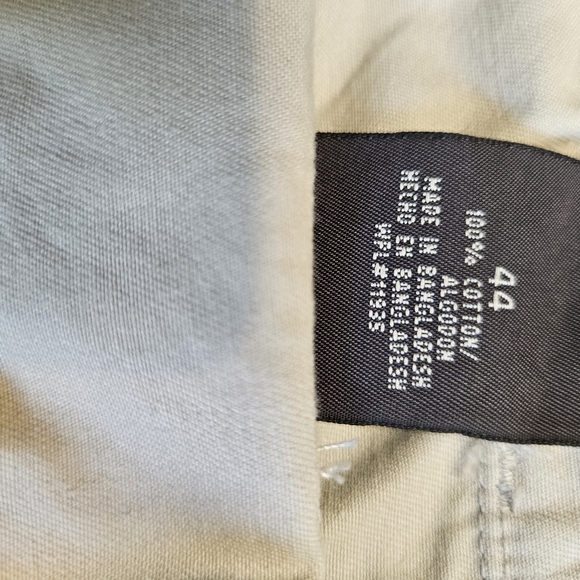 44
100% COTTON/
ALGODON
MADE IN BANGLADESH
HECHO EN BANGLADESH
WPL#11935